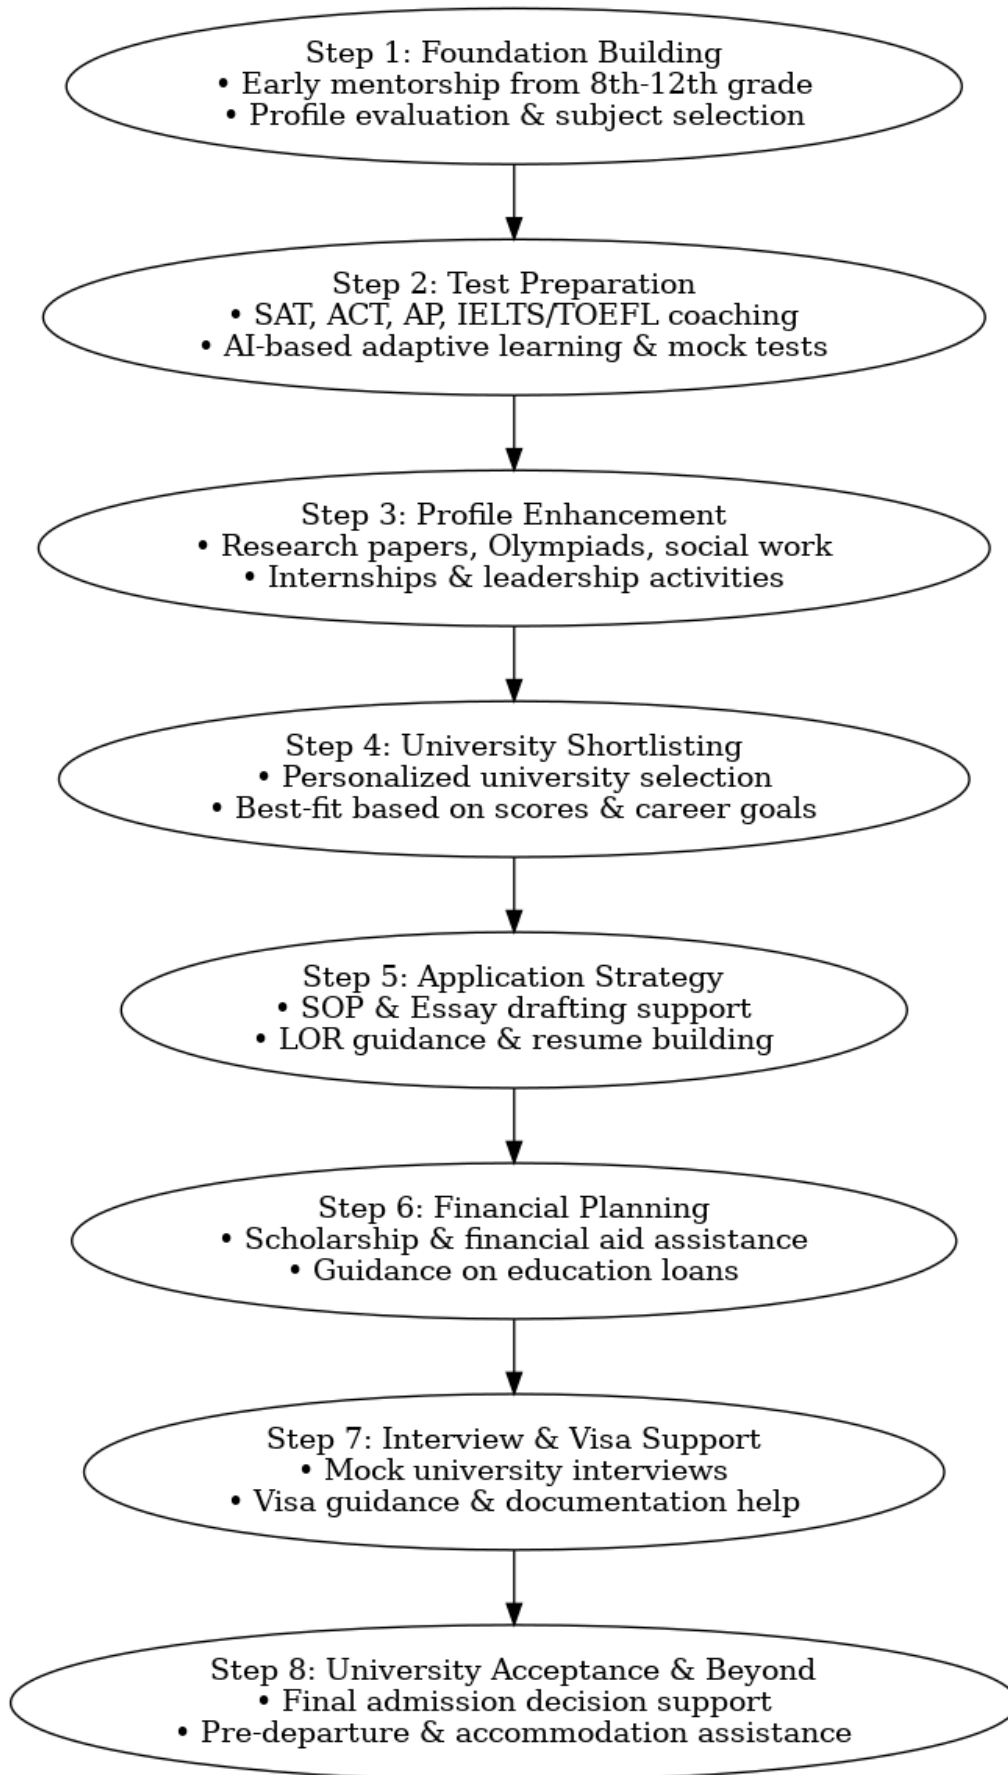 Step 1: Foundation Building
• Early mentorship from 8th-12th grade
• Profile evaluation & subject selection
Step 2: Test Preparation
• SAT, ACT, AP, IELTS/TOEFL coaching
• AI-based adaptive learning & mock tests
Step 3: Profile Enhancement
• Research papers, Olympiads, social work
• Internships & leadership activities
Step 4: University Shortlisting
• Personalized university selection
• Best-fit based on scores & career goals
Step 5: Application Strategy
• SOP & Essay drafting support
• LOR guidance & resume building
Step 6: Financial Planning
• Scholarship & financial aid assistance
• Guidance on education loans
Step 7: Interview & Visa Support
• Mock university interviews
• Visa guidance & documentation help
Step 8: University Acceptance & Beyond
• Final admission decision support
• Pre-departure & accommodation assistance